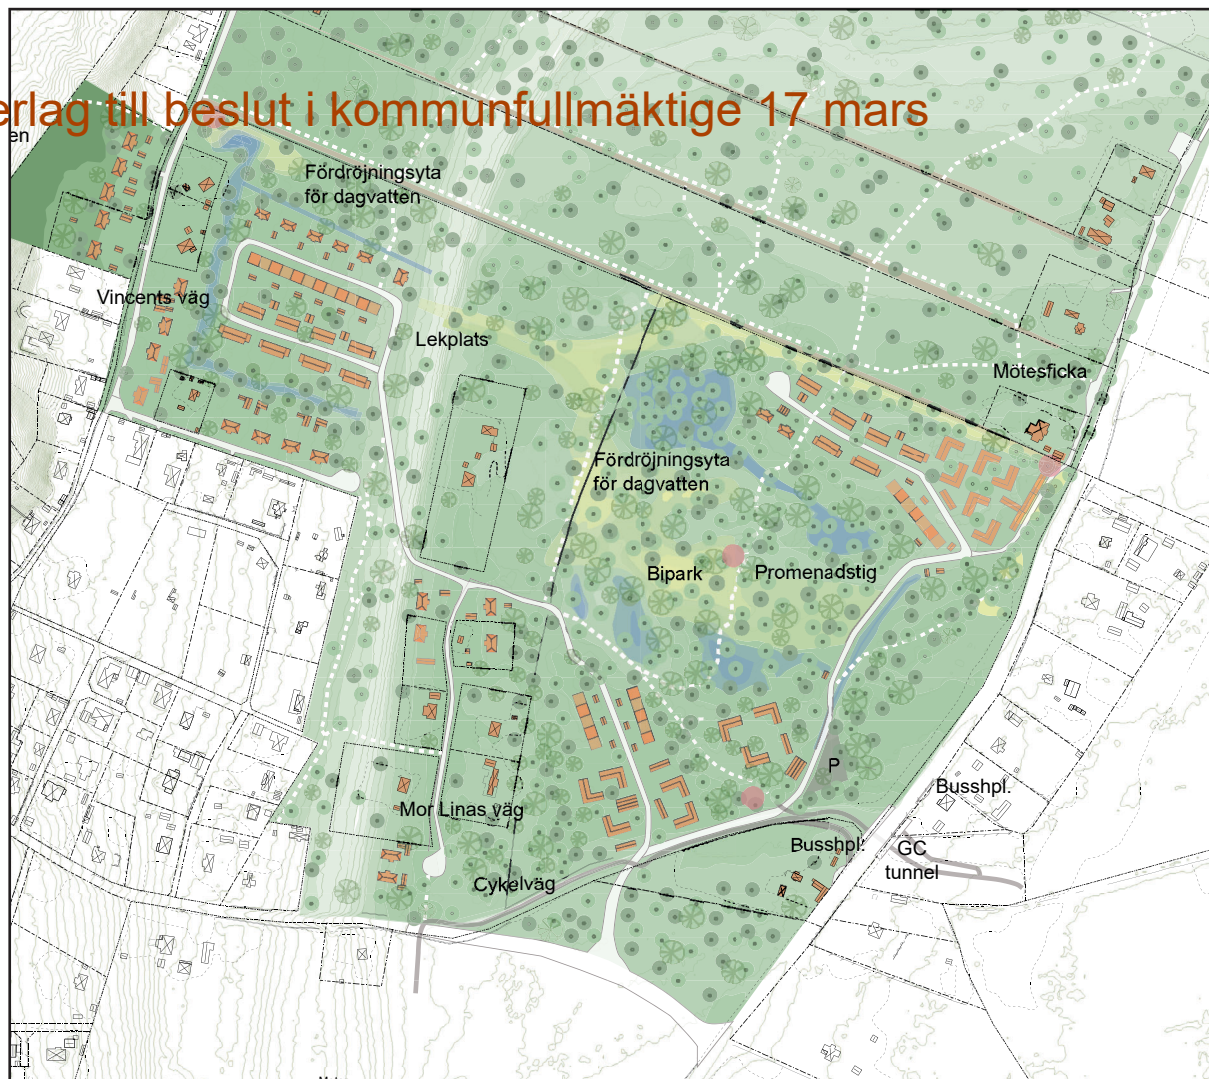 erlag till beslut i kommunfullmäktige 17 mars
en
Fördröjningsyta
för dagvatten
Vincents väg
Lekplats
Mötesficka
Fördröjningsyta
för dagvatten
Bipark
Promenadstig
P
Busshpl.
Mor Linas väg
Busshpl.
GC
tunnel
Cykelväg